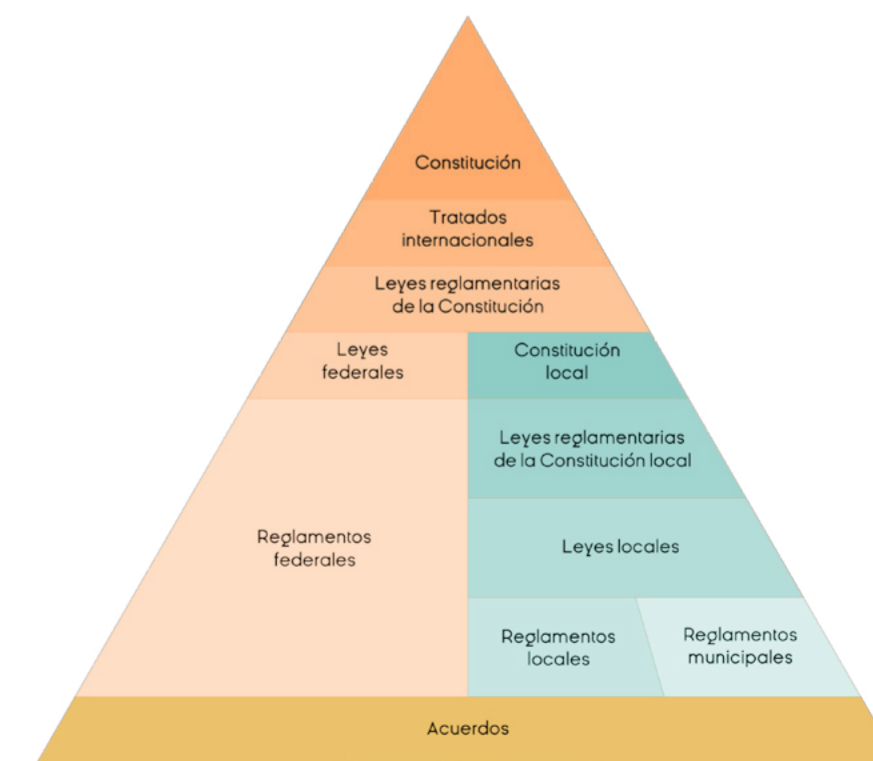 Constitución
Tratados
internacionales
Leyes reglamentarias
de la Constitución
Leyes
federales
Constitución
local
Leyes reglamentarias
de la Constitución local
Reglamentos
federales
Leyes locales
Reglamentos
locales
Reglamentos
municipales
Acuerdos